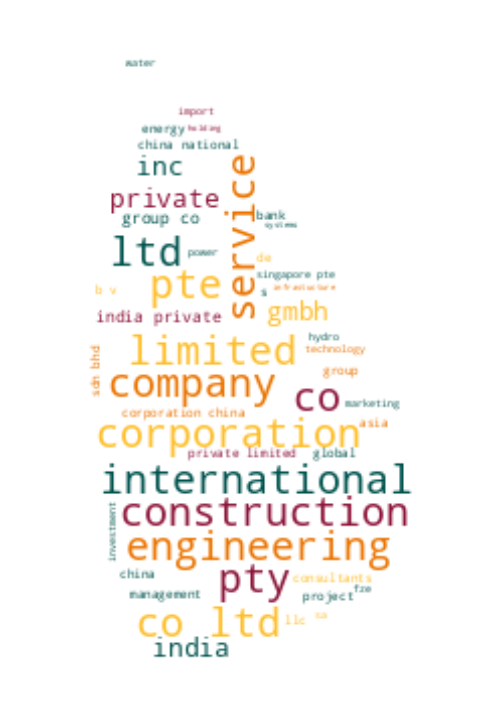 water
import
energy holding
china national
inc
service
private
group co
bank
systems
ltd
power
de
singapore pte
pte
b v
s
infrastucture
gmbh
india private
hydro
limited
technology
sdn bhd
group
company
co
marketing
corporation china
asia
corporation
private limited
global
international
construction
investment
engineering
china
pty
consultants
management
project
fze
co ltd
llc
sa
india